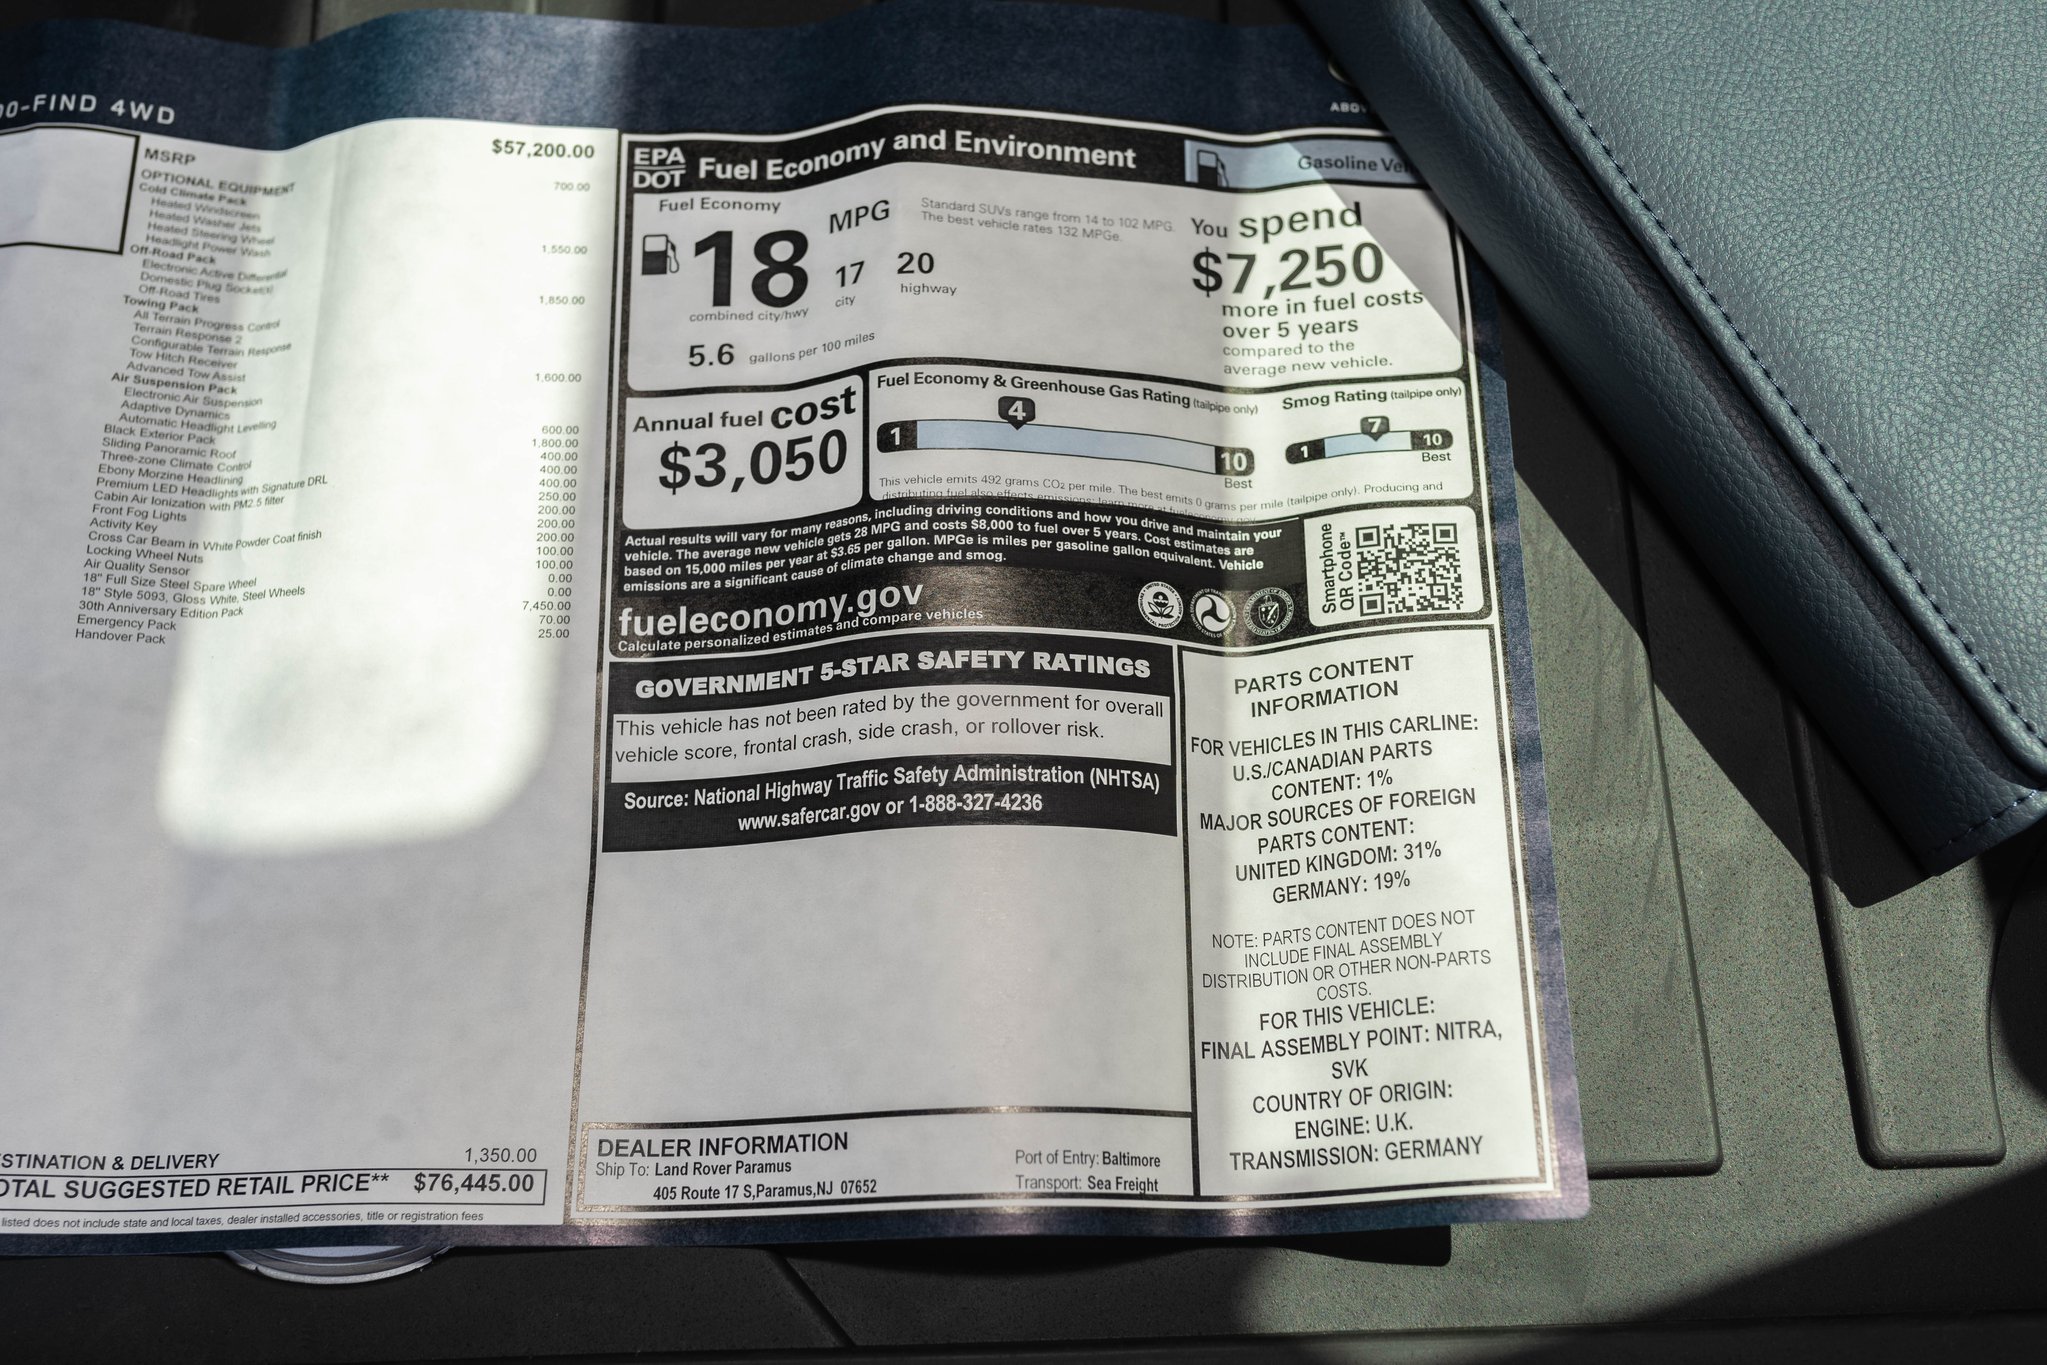 00-FIND 4WD
ABO
MSRP $57,200.00
OPTIONAL EQUIPMENT
Cold Climate Pack 700.00
Heated Windscreen
Heated Washer Jets
Heated Steering Wheel
Headlight Power Wash
Off-Road Pack 1,550.00
Electronic Active Differential
Domestic Plug Socket(s)
Off-Road Tires
Towing Pack 1,850.00
All Terrain Progress Control
Terrain Response 2
Configurable Terrain Response
Tow Hitch Receiver
Advanced Tow Assist
Air Suspension Pack 1,600.00
Electronic Air Suspension
Adaptive Dynamics
Automatic Headlight Levelling
Black Exterior Pack 600.00
Sliding Panoramic Roof 1,800.00
Three-zone Climate Control 400.00
Ebony Morzine Headlining 400.00
Premium LED Headlights with Signature DRL 400.00
Cabin Air Ionization with PM2.5 filter 250.00
Front Fog Lights 200.00
Activity Key 200.00
Cross Car Beam in White Powder Coat finish 200.00
Locking Wheel Nuts 100.00
Air Quality Sensor 100.00
18" Full Size Steel Spare Wheel 0.00
18" Style 5093, Gloss White, Steel Wheels 0.00
30th Anniversary Edition Pack 7,450.00
Emergency Pack 70.00
Handover Pack 25.00
STINATION & DELIVERY 1,350.00
OTAL SUGGESTED RETAIL PRICE** $76,445.00
listed does not include state and local taxes, dealer installed accessories, title or registration fees
EPA
DOT Fuel Economy and Environment
Gasoline Veh
Fuel Economy
18 MPG
17 20
city highway
combined city/hwy
5.6 gallons per 100 miles
Standard SUVs range from 14 to 102 MPG.
The best vehicle rates 132 MPGe.
You spend
$7,250
more in fuel costs
over 5 years
compared to the
average new vehicle.
Annual fuel cost
$3,050
Fuel Economy & Greenhouse Gas Rating (tailpipe only)
4
1 10
Best
Smog Rating (tailpipe only)
7
1 10
Best
This vehicle emits 492 grams CO2 per mile. The best emits 0 grams per mile (tailpipe only). Producing and
distributing fuel also effects emissions; learn more at fueleconomy.gov.
Actual results will vary for many reasons, including driving conditions and how you drive and maintain your
vehicle. The average new vehicle gets 28 MPG and costs $8,000 to fuel over 5 years. Cost estimates are
based on 15,000 miles per year at $3.65 per gallon. MPGe is miles per gasoline gallon equivalent. Vehicle
emissions are a significant cause of climate change and smog.
fueleconomy.gov
Calculate personalized estimates and compare vehicles
Smartphone
QR Code™
GOVERNMENT 5-STAR SAFETY RATINGS
This vehicle has not been rated by the government for overall
vehicle score, frontal crash, side crash, or rollover risk.
Source: National Highway Traffic Safety Administration (NHTSA)
www.safercar.gov or 1-888-327-4236
PARTS CONTENT
INFORMATION
FOR VEHICLES IN THIS CARLINE:
U.S./CANADIAN PARTS
CONTENT: 1%
MAJOR SOURCES OF FOREIGN
PARTS CONTENT:
UNITED KINGDOM: 31%
GERMANY: 19%
NOTE: PARTS CONTENT DOES NOT
INCLUDE FINAL ASSEMBLY
DISTRIBUTION OR OTHER NON-PARTS
COSTS.
FOR THIS VEHICLE:
FINAL ASSEMBLY POINT: NITRA,
SVK
COUNTRY OF ORIGIN:
ENGINE: U.K.
TRANSMISSION: GERMANY
DEALER INFORMATION
Ship To: Land Rover Paramus
405 Route 17 S,Paramus,NJ 07652
Port of Entry: Baltimore
Transport: Sea Freight